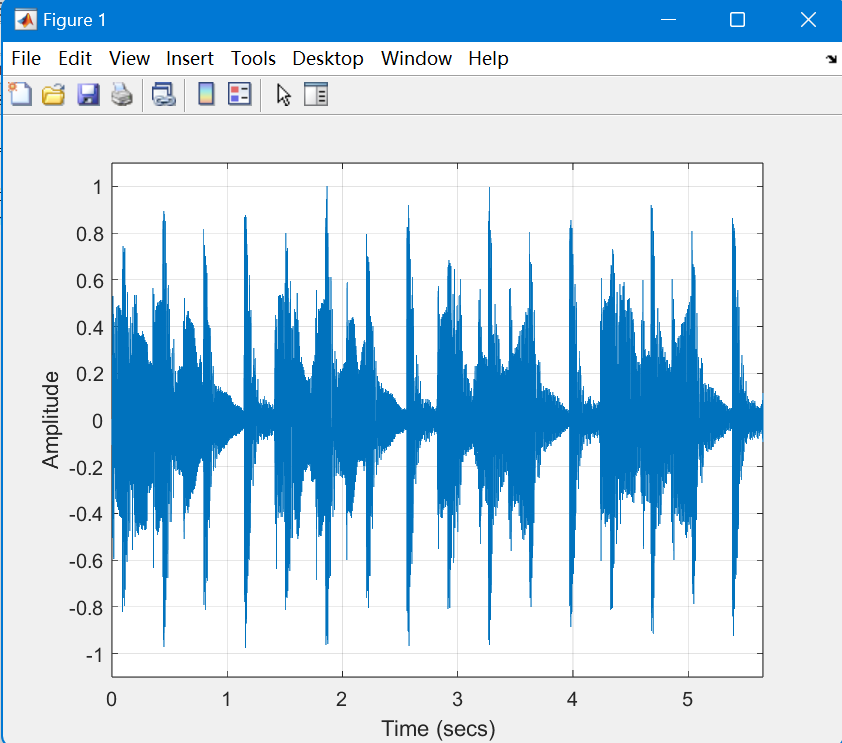 Figure 1
File Edit View Insert Tools Desktop Window Help
1
0.8
0.6
0.4
0.2
0
-0.2
-0.4
-0.6
-0.8
-1
Amplitude
0 1 2 3 4 5
Time (secs)